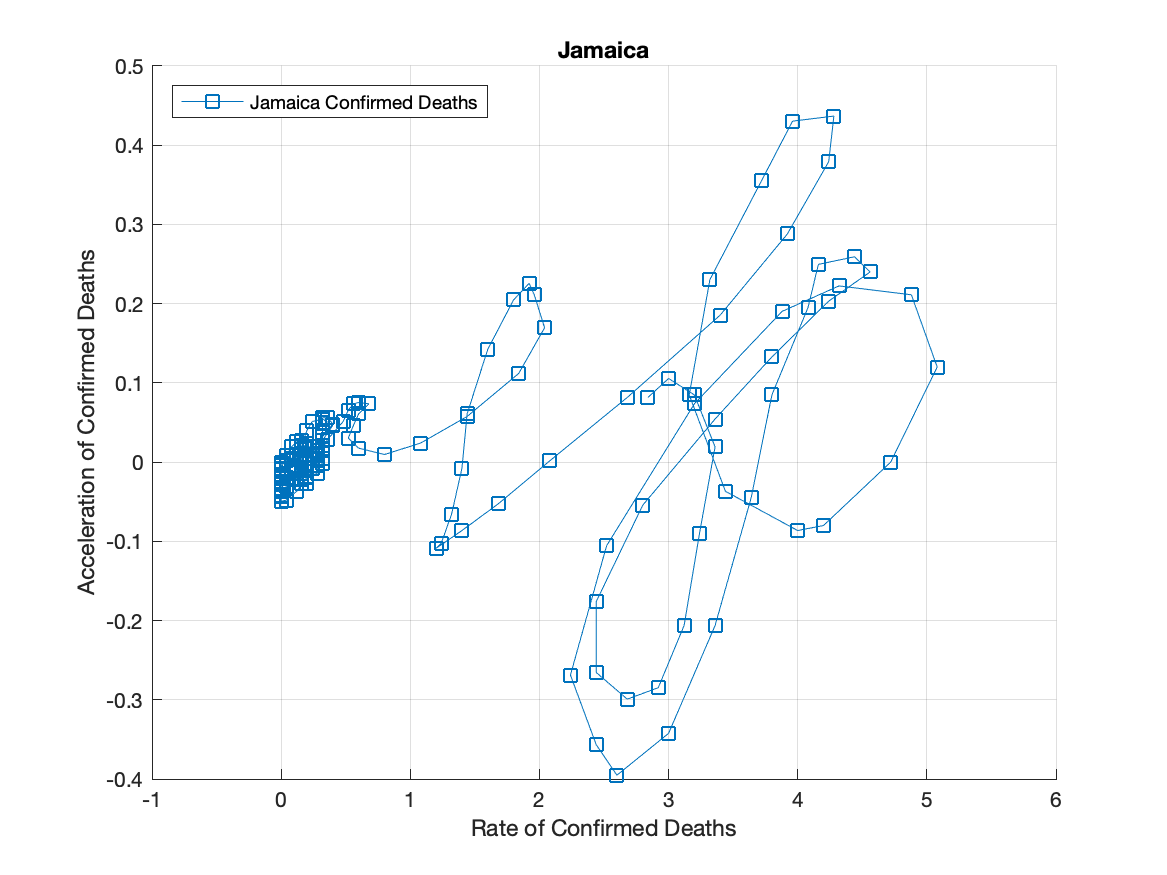 Jamaica
Jamaica Confirmed Deaths
0.5
0.4
0.3
0.2
0.1
0
-0.1
-0.2
-0.3
-0.4
Acceleration of Confirmed Deaths
-1 0 1 2 3 4 5 6
Rate of Confirmed Deaths